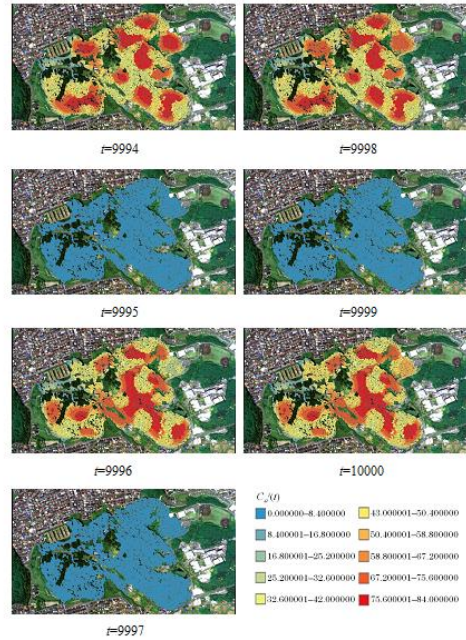 t=9994
t=9998
t=9995
t=9999
t=9996
t=10000
t=9997
C_a'(t)
0.000000–8.400000
8.400001–16.800000
16.800001–25.200000
25.200001–32.600000
32.600001–42.000000
43.000001–50.400000
50.400001–58.800000
58.800001–67.200000
67.200001–75.600000
75.600001–84.000000